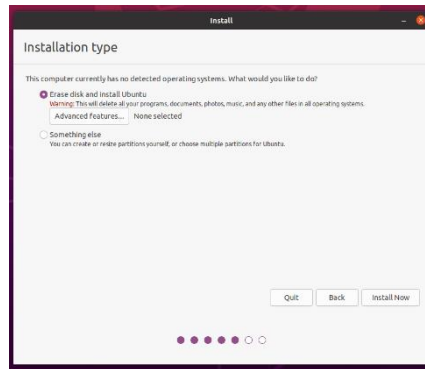 Install
Installation type
This computer currently has no detected operating systems. What would you like to do?
Erase disk and install Ubuntu
Warning: This will delete all your programs, documents, photos, music, and any other files in all operating systems.
Advanced features... None selected
Something else
You can create or resize partitions yourself, or choose multiple partitions for Ubuntu.
Quit Back Install Now